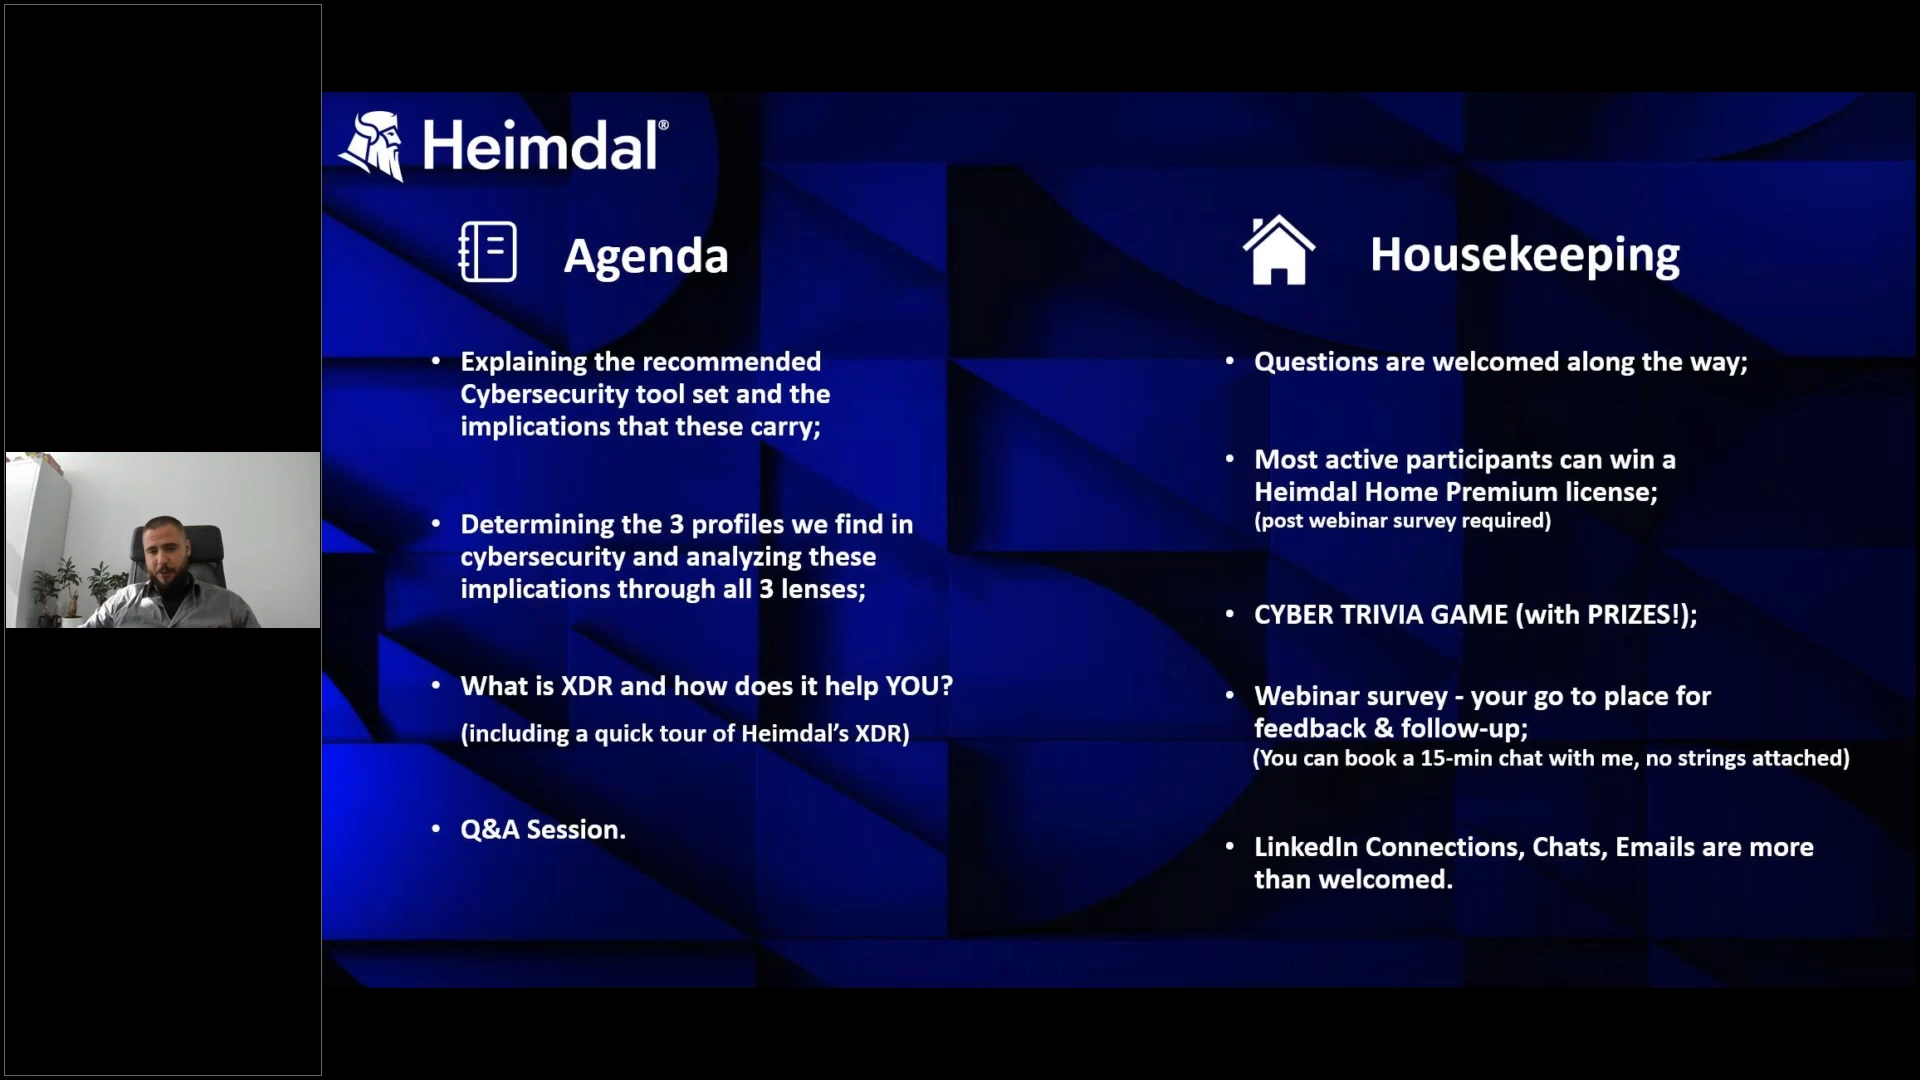 Heimdal®
Agenda
• Explaining the recommended
Cybersecurity tool set and the
implications that these carry;
• Determining the 3 profiles we find in
cybersecurity and analyzing these
implications through all 3 lenses;
• What is XDR and how does it help YOU?
(including a quick tour of Heimdal’s XDR)
• Q&A Session.
Housekeeping
• Questions are welcomed along the way;
• Most active participants can win a
Heimdal Home Premium license;
(post webinar survey required)
• CYBER TRIVIA GAME (with PRIZES!);
• Webinar survey - your go to place for
feedback & follow-up;
(You can book a 15-min chat with me, no strings attached)
• LinkedIn Connections, Chats, Emails are more
than welcomed.